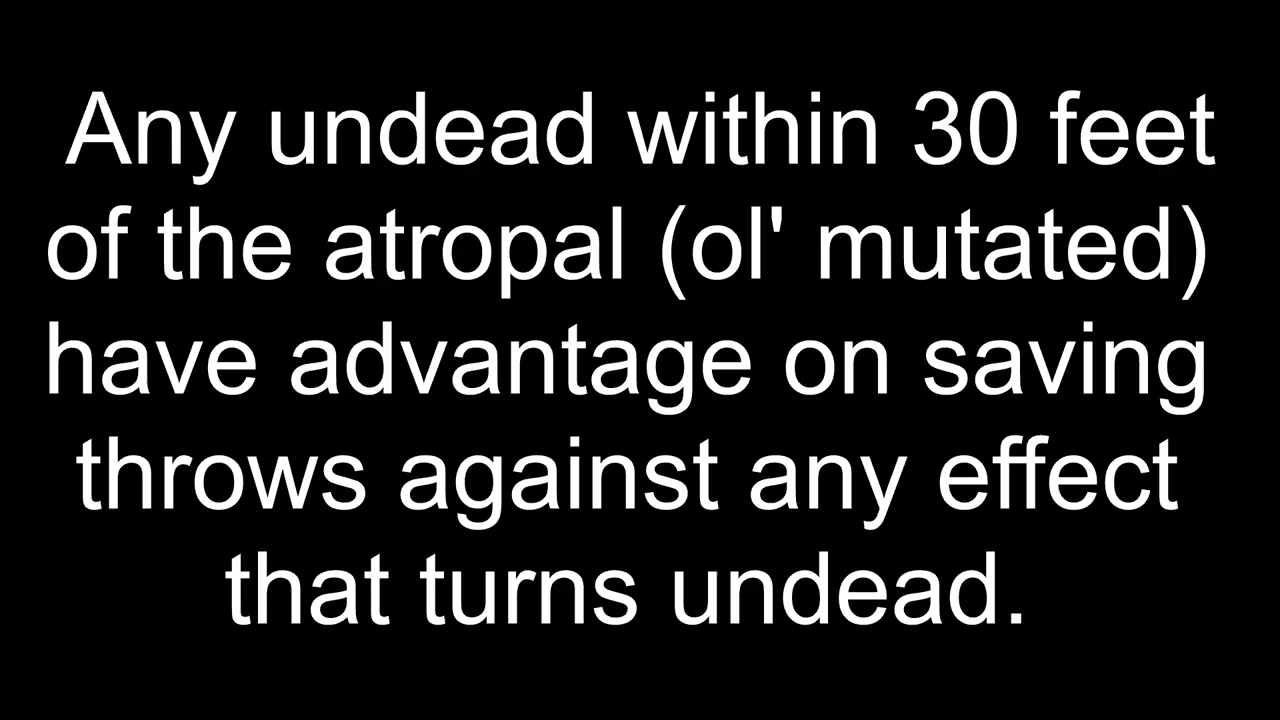 Any undead within 30 feet
of the atropal (ol' mutated)
have advantage on saving
throws against any effect
that turns undead.